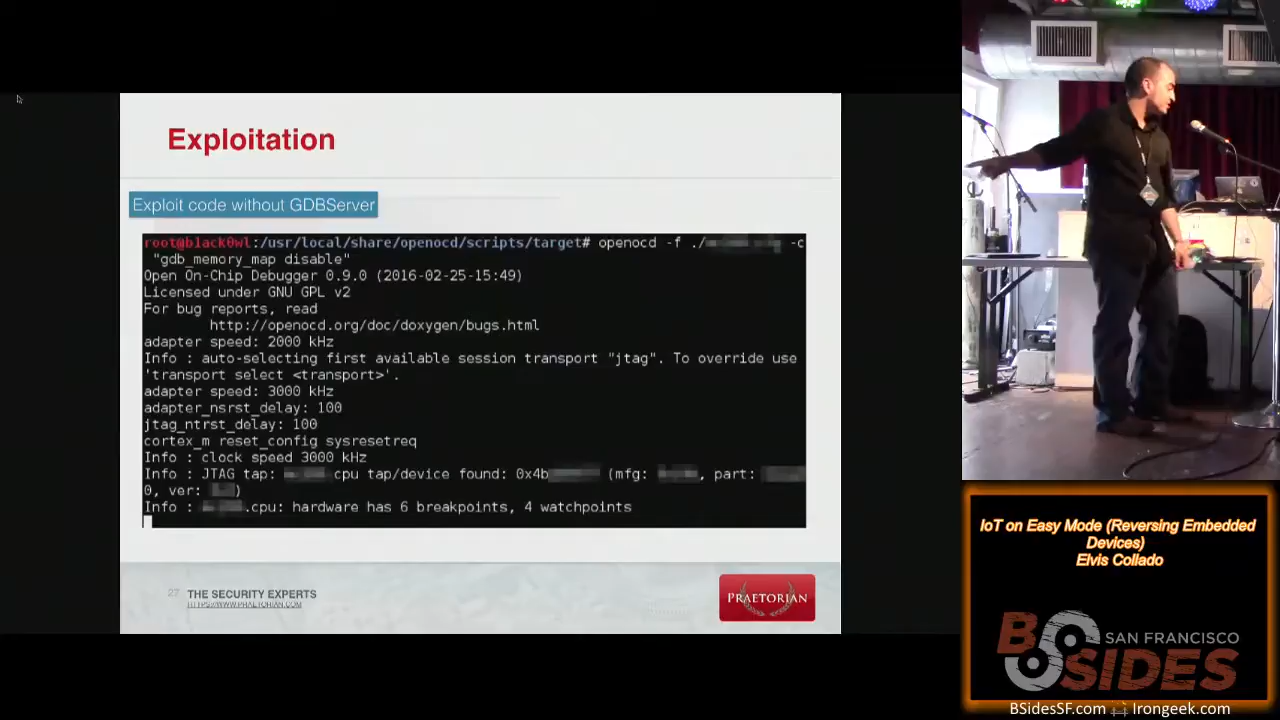 Exploitation
Exploit code without GDBServer
root@black0wl:/usr/local/share/openocd/scripts/target# openocd -f ./ -c
"gdb_memory_map disable"
Open On-Chip Debugger 0.9.0 (2016-02-25-15:49)
Licensed under GNU GPL v2
For bug reports, read
http://openocd.org/doc/doxygen/bugs.html
adapter speed: 2000 kHz
Info : auto-selecting first available session transport "jtag". To override use
'transport select <transport>'.
adapter speed: 3000 kHz
adapter_nsrst_delay: 100
jtag_ntrst_delay: 100
cortex_m reset_config sysresetreq
Info : clock speed 3000 kHz
Info : JTAG tap: cpu tap/device found: 0x4b (mfg: , part:
0, ver: )
Info : .cpu: hardware has 6 breakpoints, 4 watchpoints
27 THE SECURITY EXPERTS
HTTPS://WWW.PRAETORIAN.COM
PRAETORIAN
IoT on Easy Mode (Reversing Embedded
Devices)
Elvis Collado
BSIDES
SAN FRANCISCO
BSidesSF.com Irongeek.com